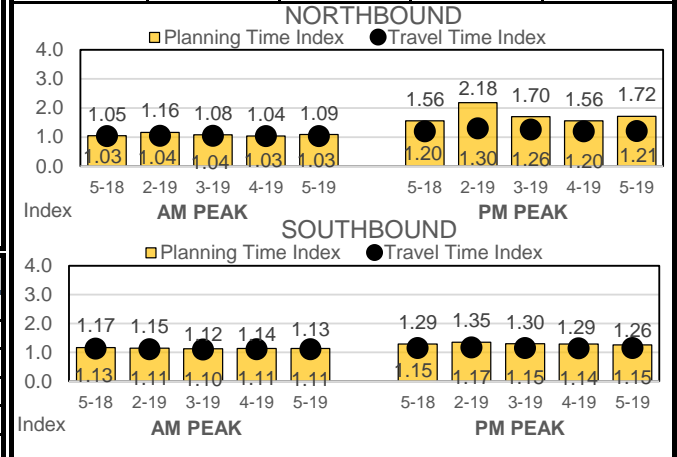 NORTHBOUND
Planning Time Index Travel Time Index
4.0
3.0
2.0
1.0
0.0
1.05 1.16 1.08 1.04 1.09 1.56 2.18 1.70 1.56 1.72
1.03 1.04 1.04 1.03 1.03 1.20 1.30 1.26 1.20 1.21
5-18 2-19 3-19 4-19 5-19 5-18 2-19 3-19 4-19 5-19
Index AM PEAK PM PEAK
SOUTHBOUND
Planning Time Index Travel Time Index
4.0
3.0
2.0
1.0
0.0
1.17 1.15 1.12 1.14 1.13 1.29 1.35 1.30 1.29 1.26
1.13 1.11 1.10 1.11 1.11 1.15 1.17 1.15 1.14 1.15
5-18 2-19 3-19 4-19 5-19 5-18 2-19 3-19 4-19 5-19
Index AM PEAK PM PEAK